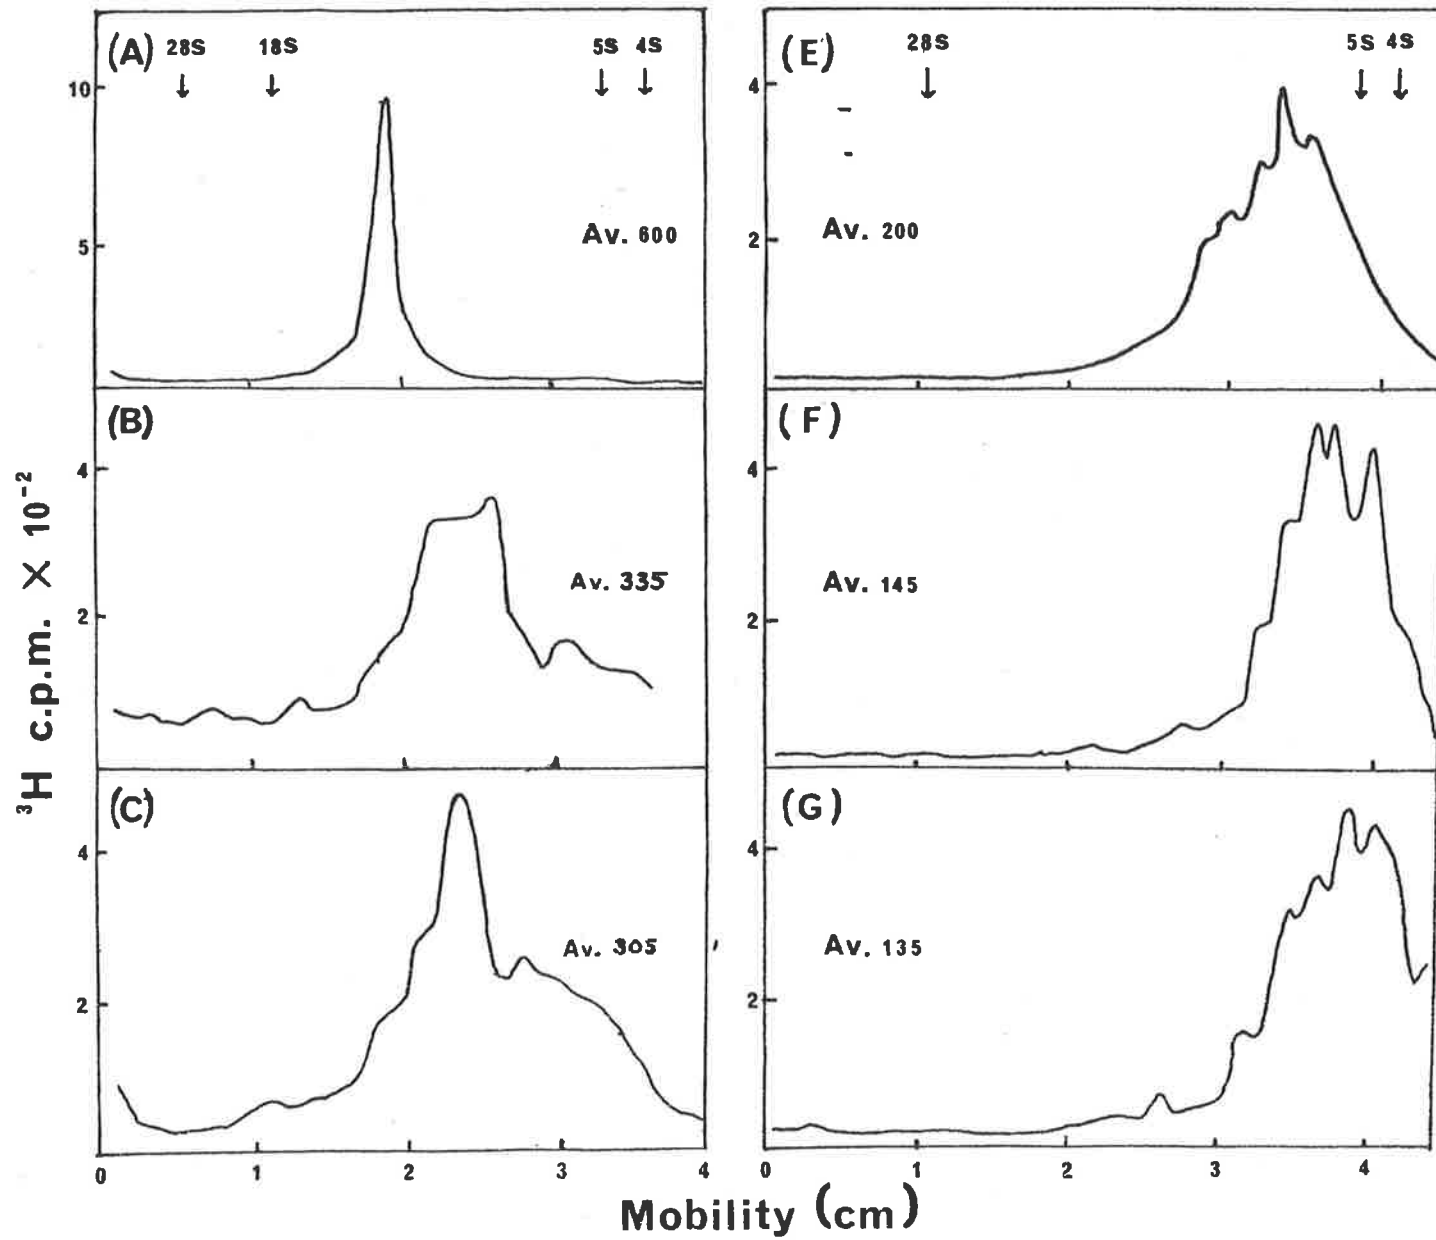 (A) 28S 18S 5S 4S
10
5
Av. 600
(B)
4
2
Av. 335
(C)
4
2
Av. 305
0 1 2 3 4
(E) 28S 5S 4S
4
2
Av. 200
(F)
4
2
Av. 145
(G)
4
2
Av. 135
0 1 2 3 4
³H c.p.m. X 10⁻²
Mobility (cm)